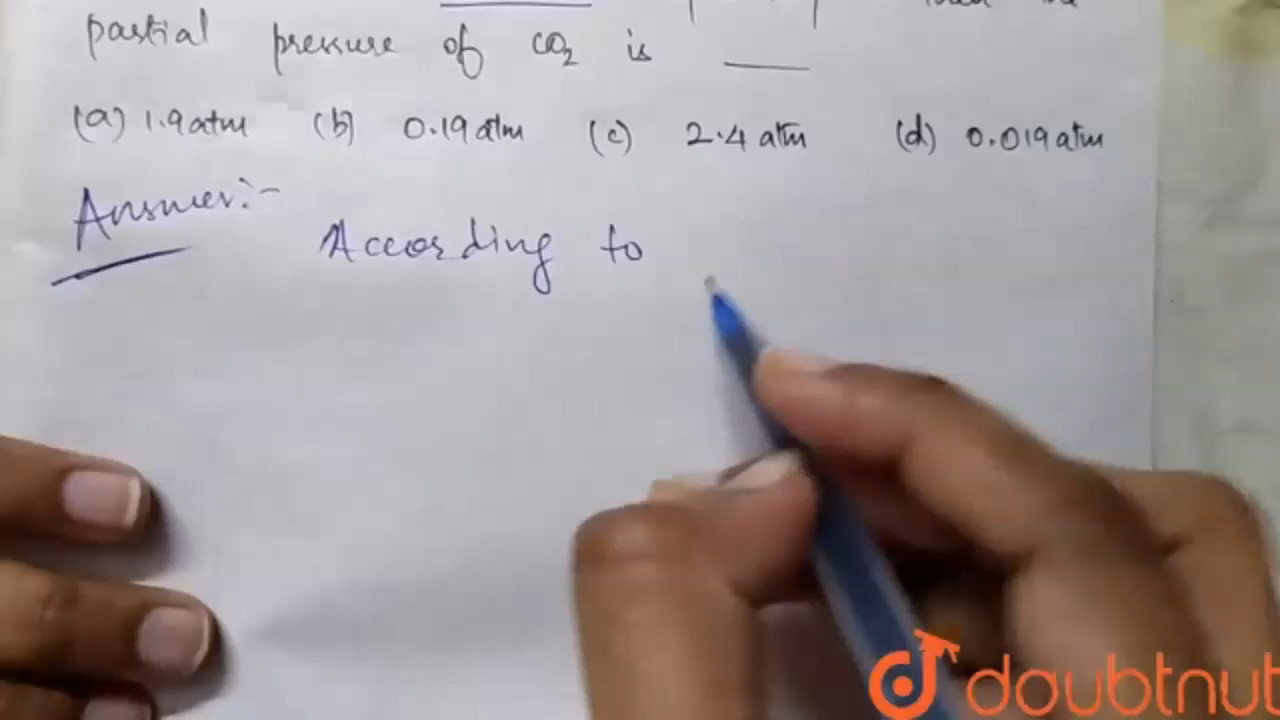 partial pressure of CO₂ is ___
(a) 1.9 atm (b) 0.19 atm (c) 2.4 atm (d) 0.019 atm
Answer:-
According to
doubtnut